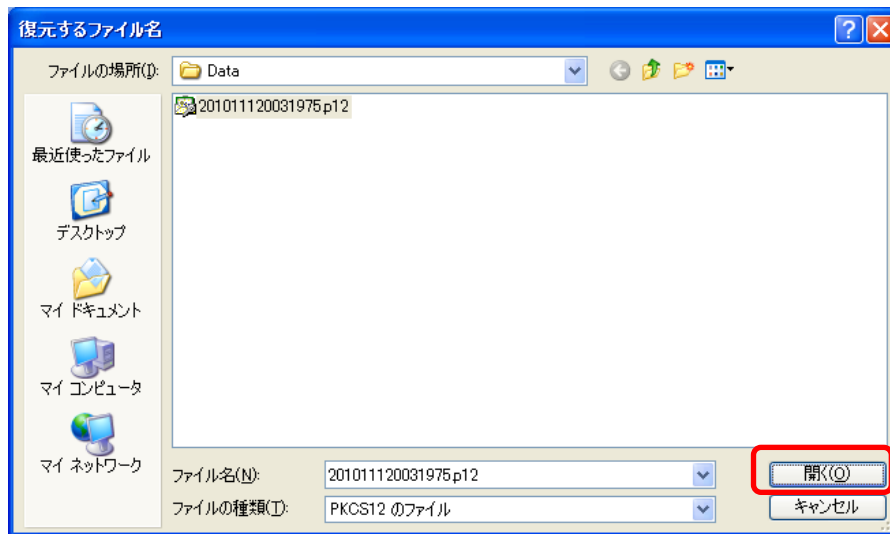 復元するファイル名
ファイルの場所(I):
Data
201011120031975.p12
最近使ったファイル
デスクトップ
マイ ドキュメント
マイ コンピュータ
マイ ネットワーク
ファイル名(N):
201011120031975.p12
開く(O)
ファイルの種類(T):
PKCS12 のファイル
キャンセル